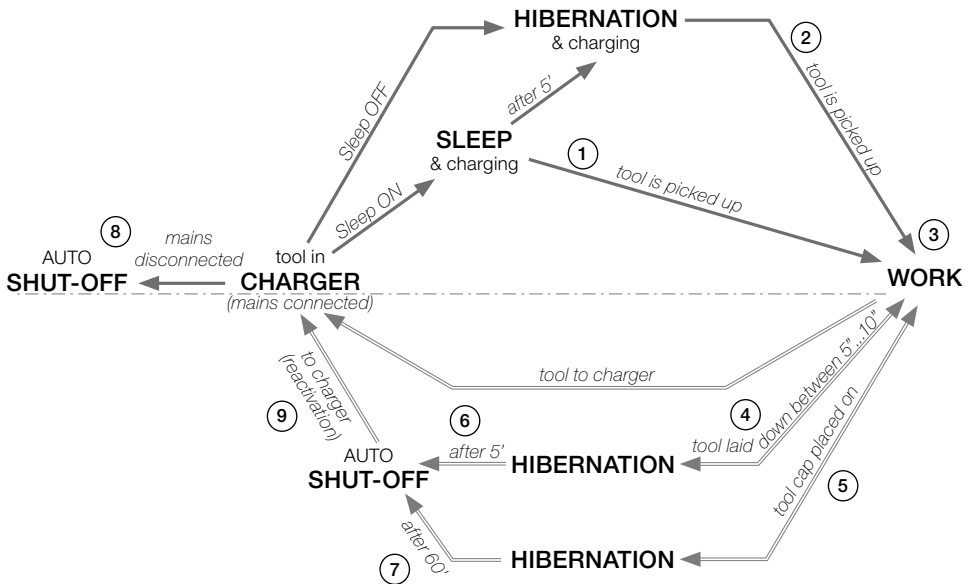 HIBERNATION
& charging
2
tool is picked up
Sleep OFF
after 5'
SLEEP
& charging
1
tool is picked up
Sleep ON
8
mains
disconnected
AUTO
SHUT-OFF
tool in
CHARGER
(mains connected)
3
WORK
to charger
(reactivation)
9
tool to charger
tool laid down between 5"...10"
4
6
after 5'
AUTO
SHUT-OFF
HIBERNATION
tool cap placed on
5
7
after 60'
HIBERNATION